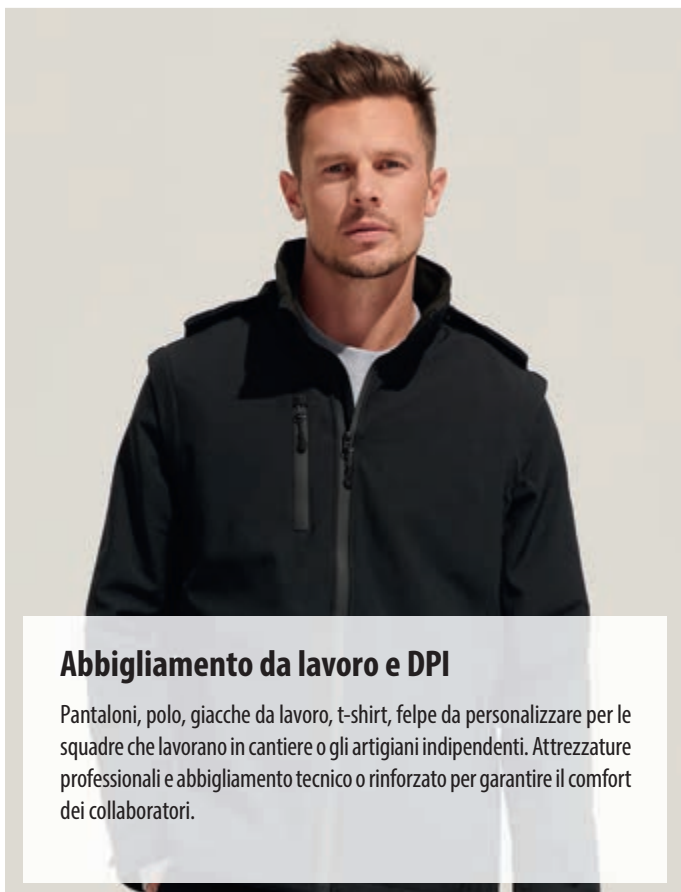 Abbigliamento da lavoro e DPI
Pantaloni, polo, giacche da lavoro, t-shirt, felpe da personalizzare per le
squadre che lavorano in cantiere o gli artigiani indipendenti. Attrezzature
professionali e abbigliamento tecnico o rinforzato per garantire il comfort
dei collaboratori.